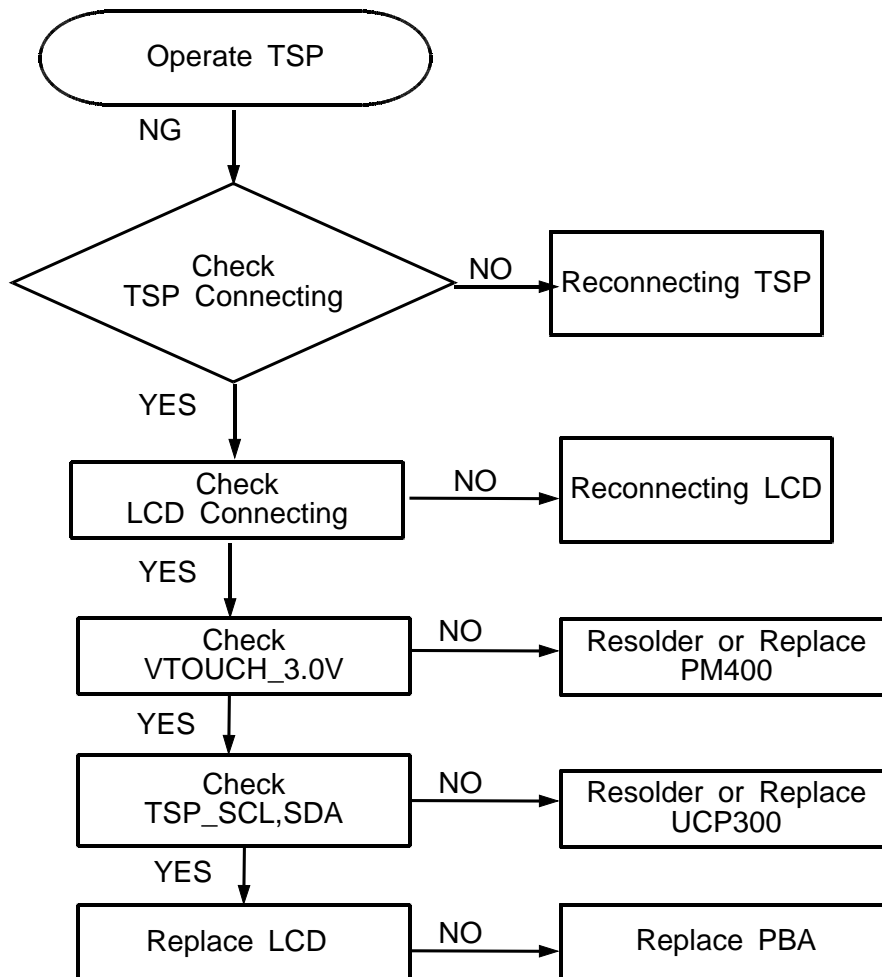 Operate TSP
NG
Check
TSP Connecting
NO
Reconnecting TSP
YES
Check
LCD Connecting
NO
Reconnecting LCD
YES
Check
VTOUCH_3.0V
NO
Resolder or Replace
PM400
YES
Check
TSP_SCL,SDA
NO
Resolder or Replace
UCP300
YES
Replace LCD
NO
Replace PBA